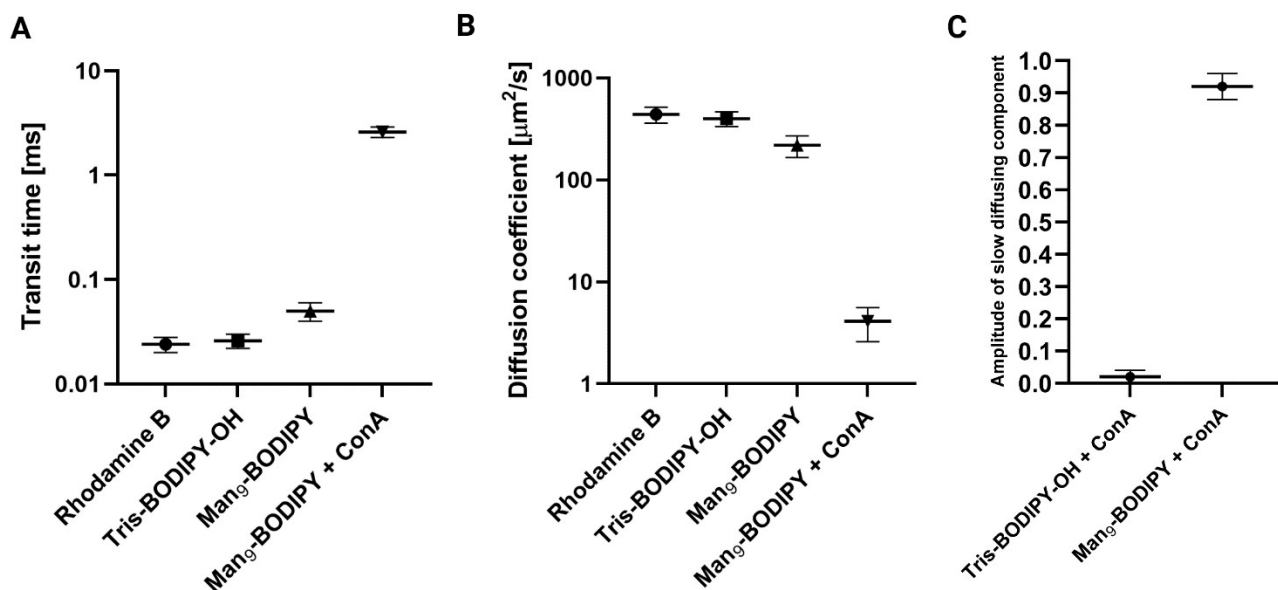 A
Transit time [ms]
10
1
0.1
0.01
Rhodamine B
Tris-BODIPY-OH
Man₉-BODIPY
Man₉-BODIPY + ConA
B
Diffusion coefficient [μm²/s]
1000
100
10
1
Rhodamine B
Tris-BODIPY-OH
Man₉-BODIPY
Man₉-BODIPY + ConA
C
Amplitude of slow diffusing component
1.0
0.9
0.8
0.7
0.6
0.5
0.4
0.3
0.2
0.1
0.0
Tris-BODIPY-OH + ConA
Man₉-BODIPY + ConA